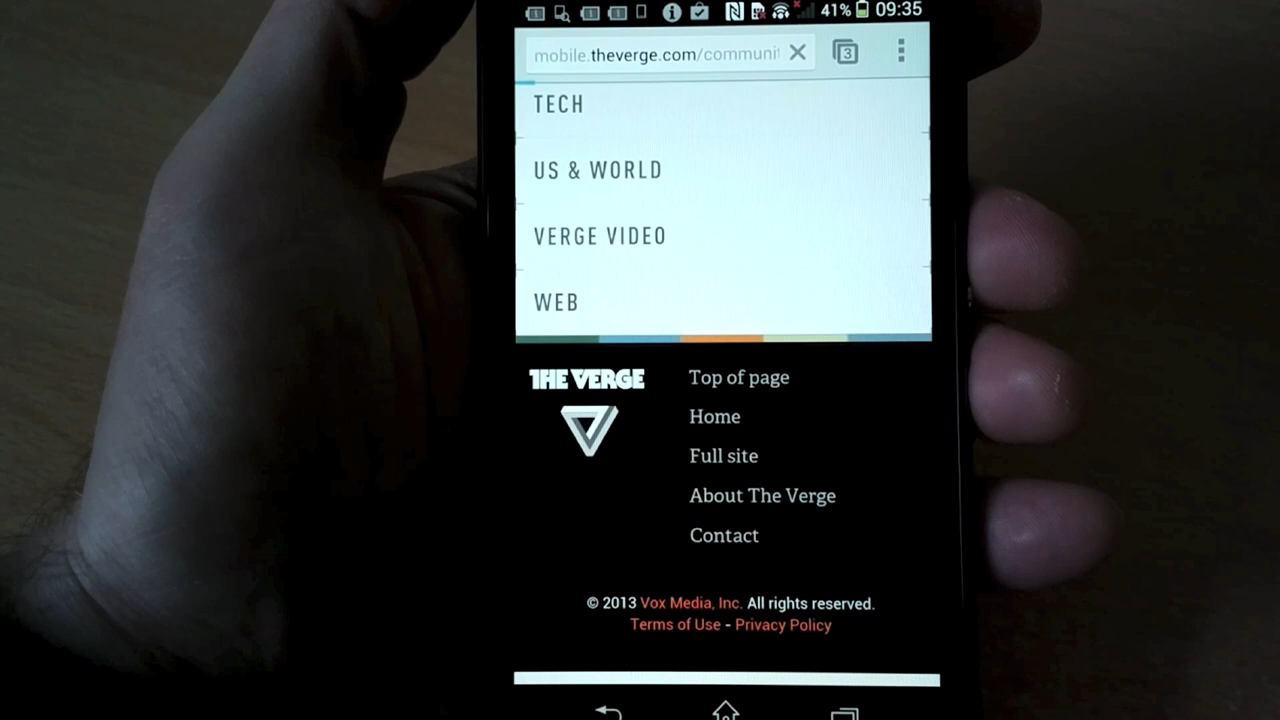 41% 09:35
mobile.theverge.com/communit
3
TECH
US & WORLD
VERGE VIDEO
WEB
THE VERGE
Top of page
Home
Full site
About The Verge
Contact
© 2013 Vox Media, Inc. All rights reserved.
Terms of Use - Privacy Policy